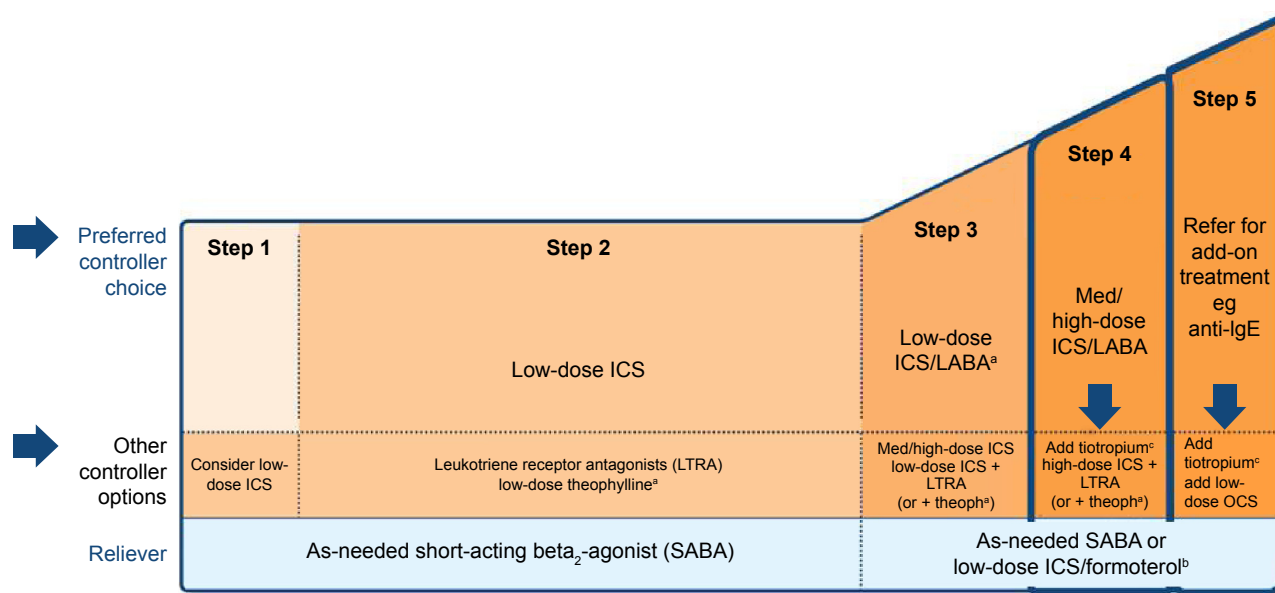 Preferred
controller
choice
Step 1
Step 2
Low-dose ICS
Step 3
Low-dose
ICS/LABAᵃ
Step 4
Med/
high-dose
ICS/LABA
Step 5
Refer for
add-on
treatment
eg
anti-IgE
Other
controller
options
Consider low-
dose ICS
Leukotriene receptor antagonists (LTRA)
low-dose theophyllineᵃ
Med/high-dose ICS
low-dose ICS +
LTRA
(or + theophᵃ)
Add tiotropiumᶜ
high-dose ICS +
LTRA
(or + theophᵃ)
Add
tiotropiumᶜ
add low-
dose OCS
Reliever
As-needed short-acting beta₂-agonist (SABA)
As-needed SABA or
low-dose ICS/formoterolᵇ